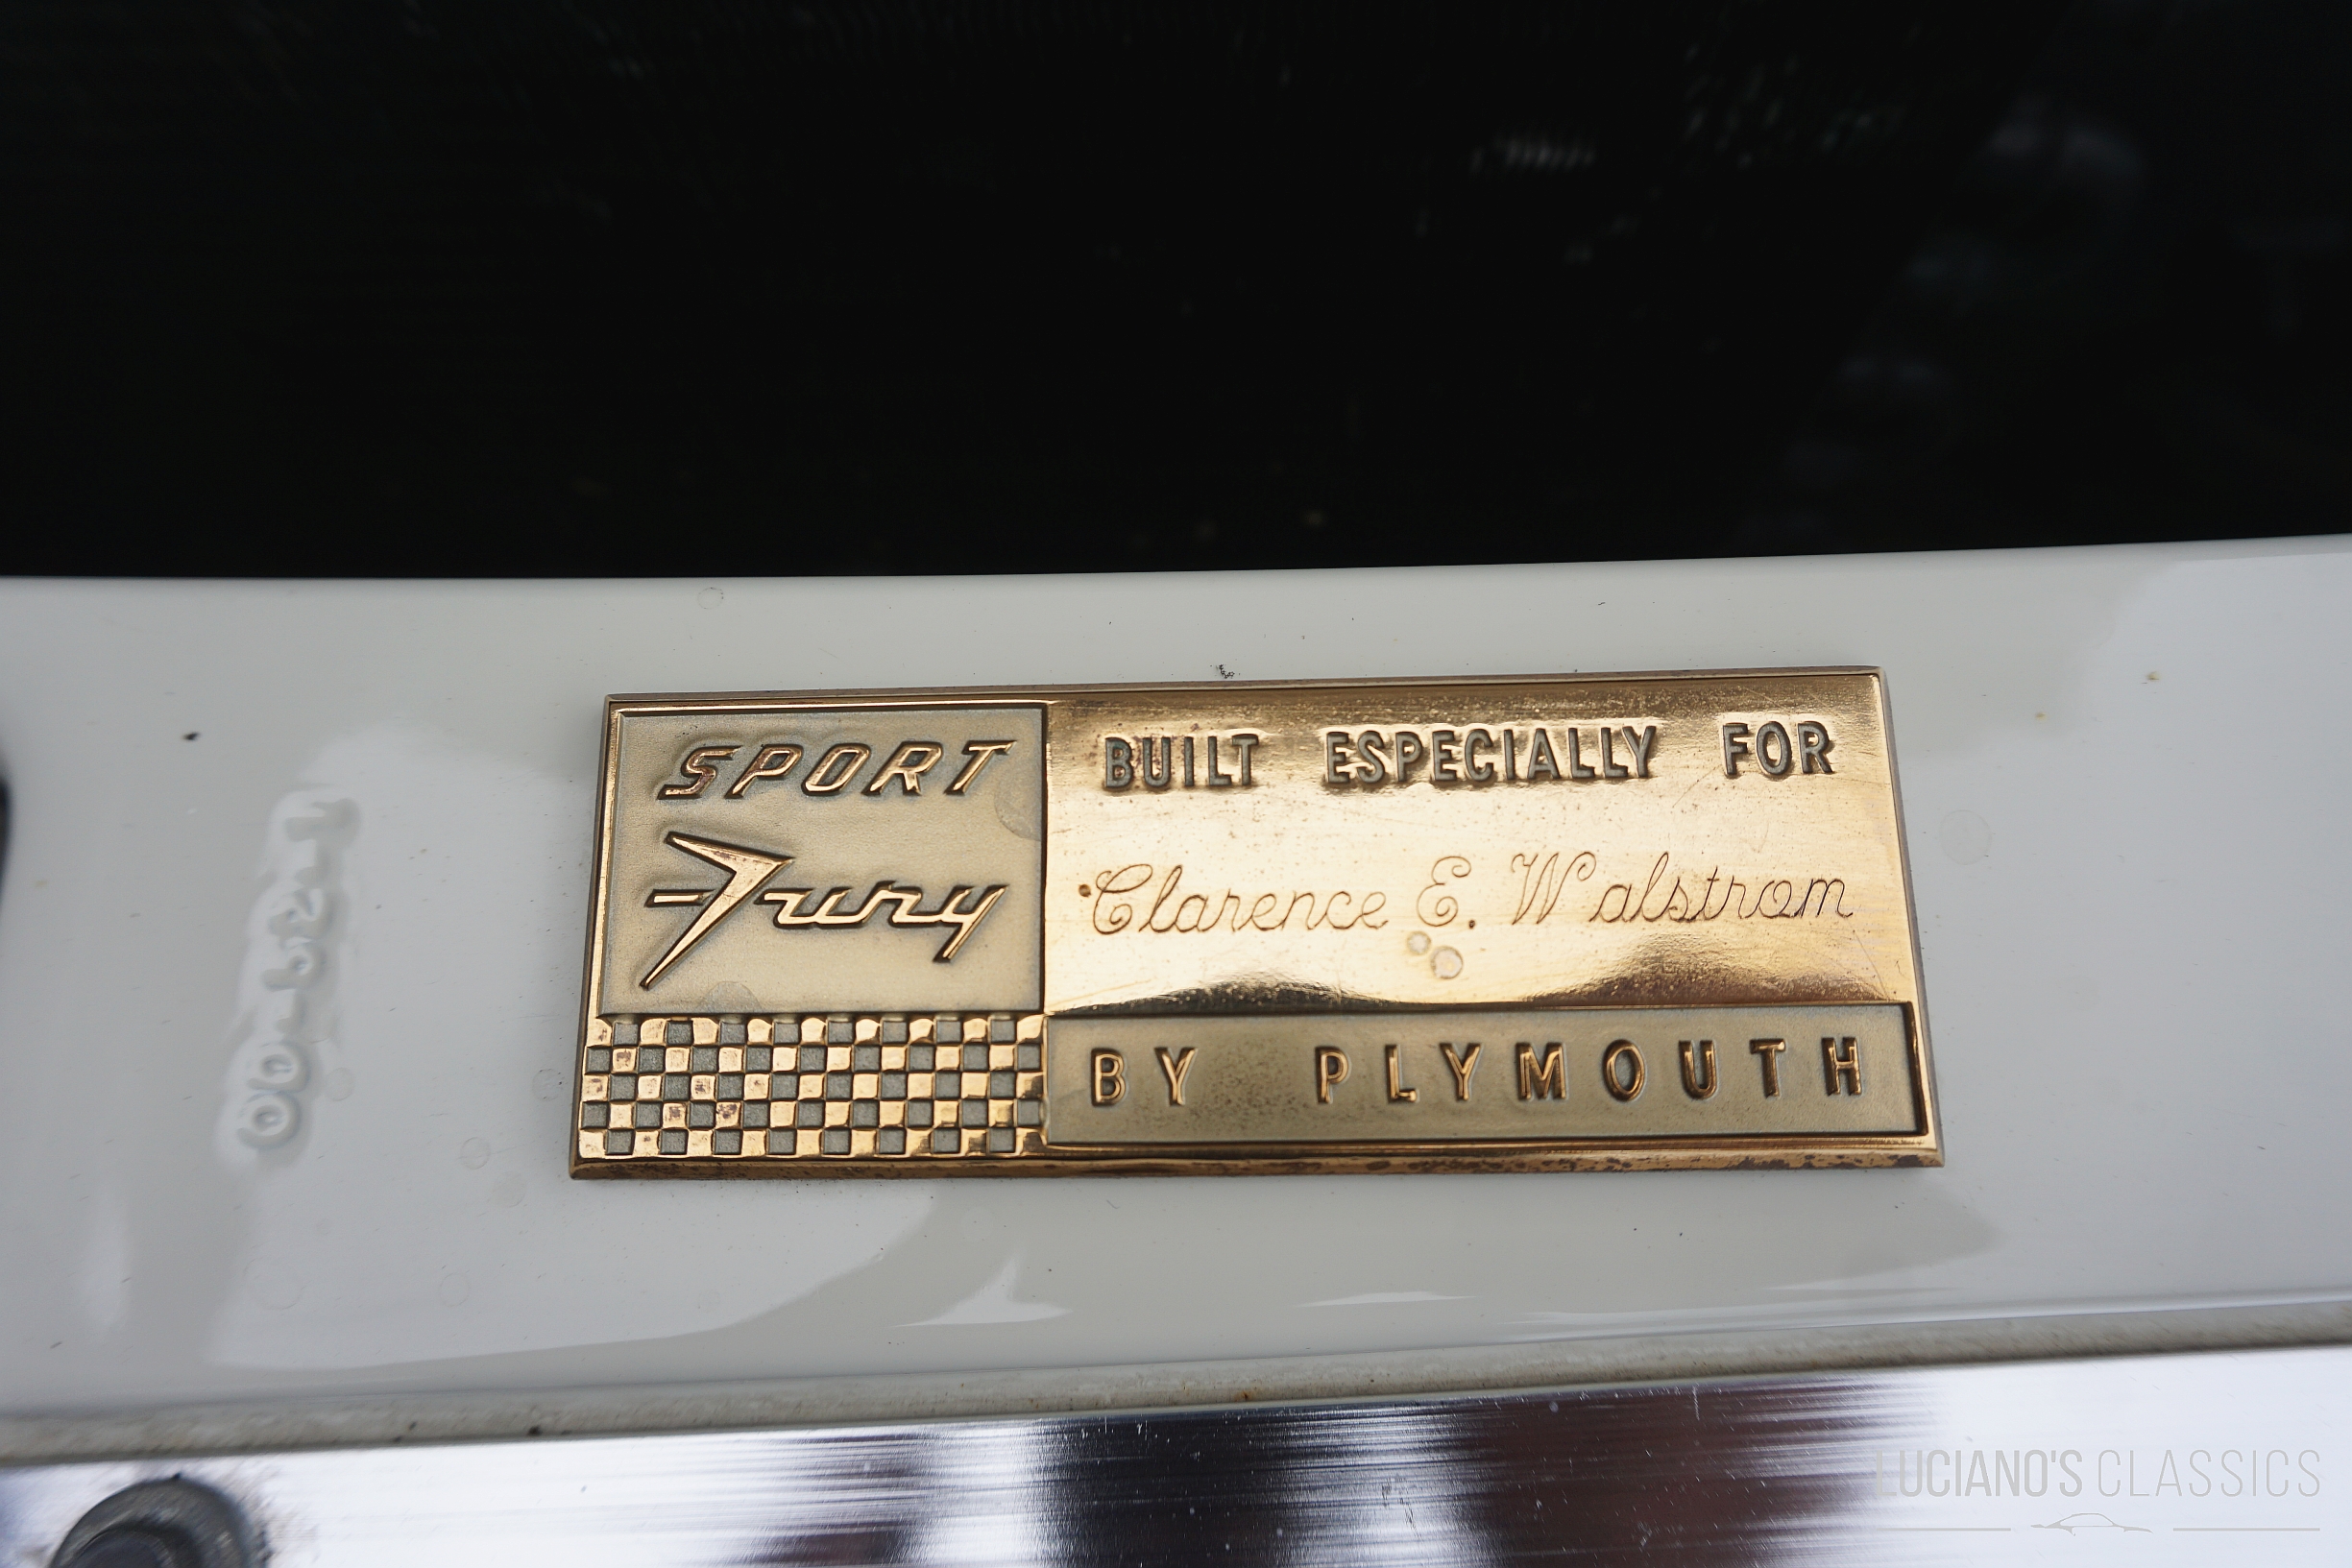 SPORT
Fury
BUILT ESPECIALLY FOR
Clarence E. Walstrom
BY PLYMOUTH
LUCIANO'S CLASSICS